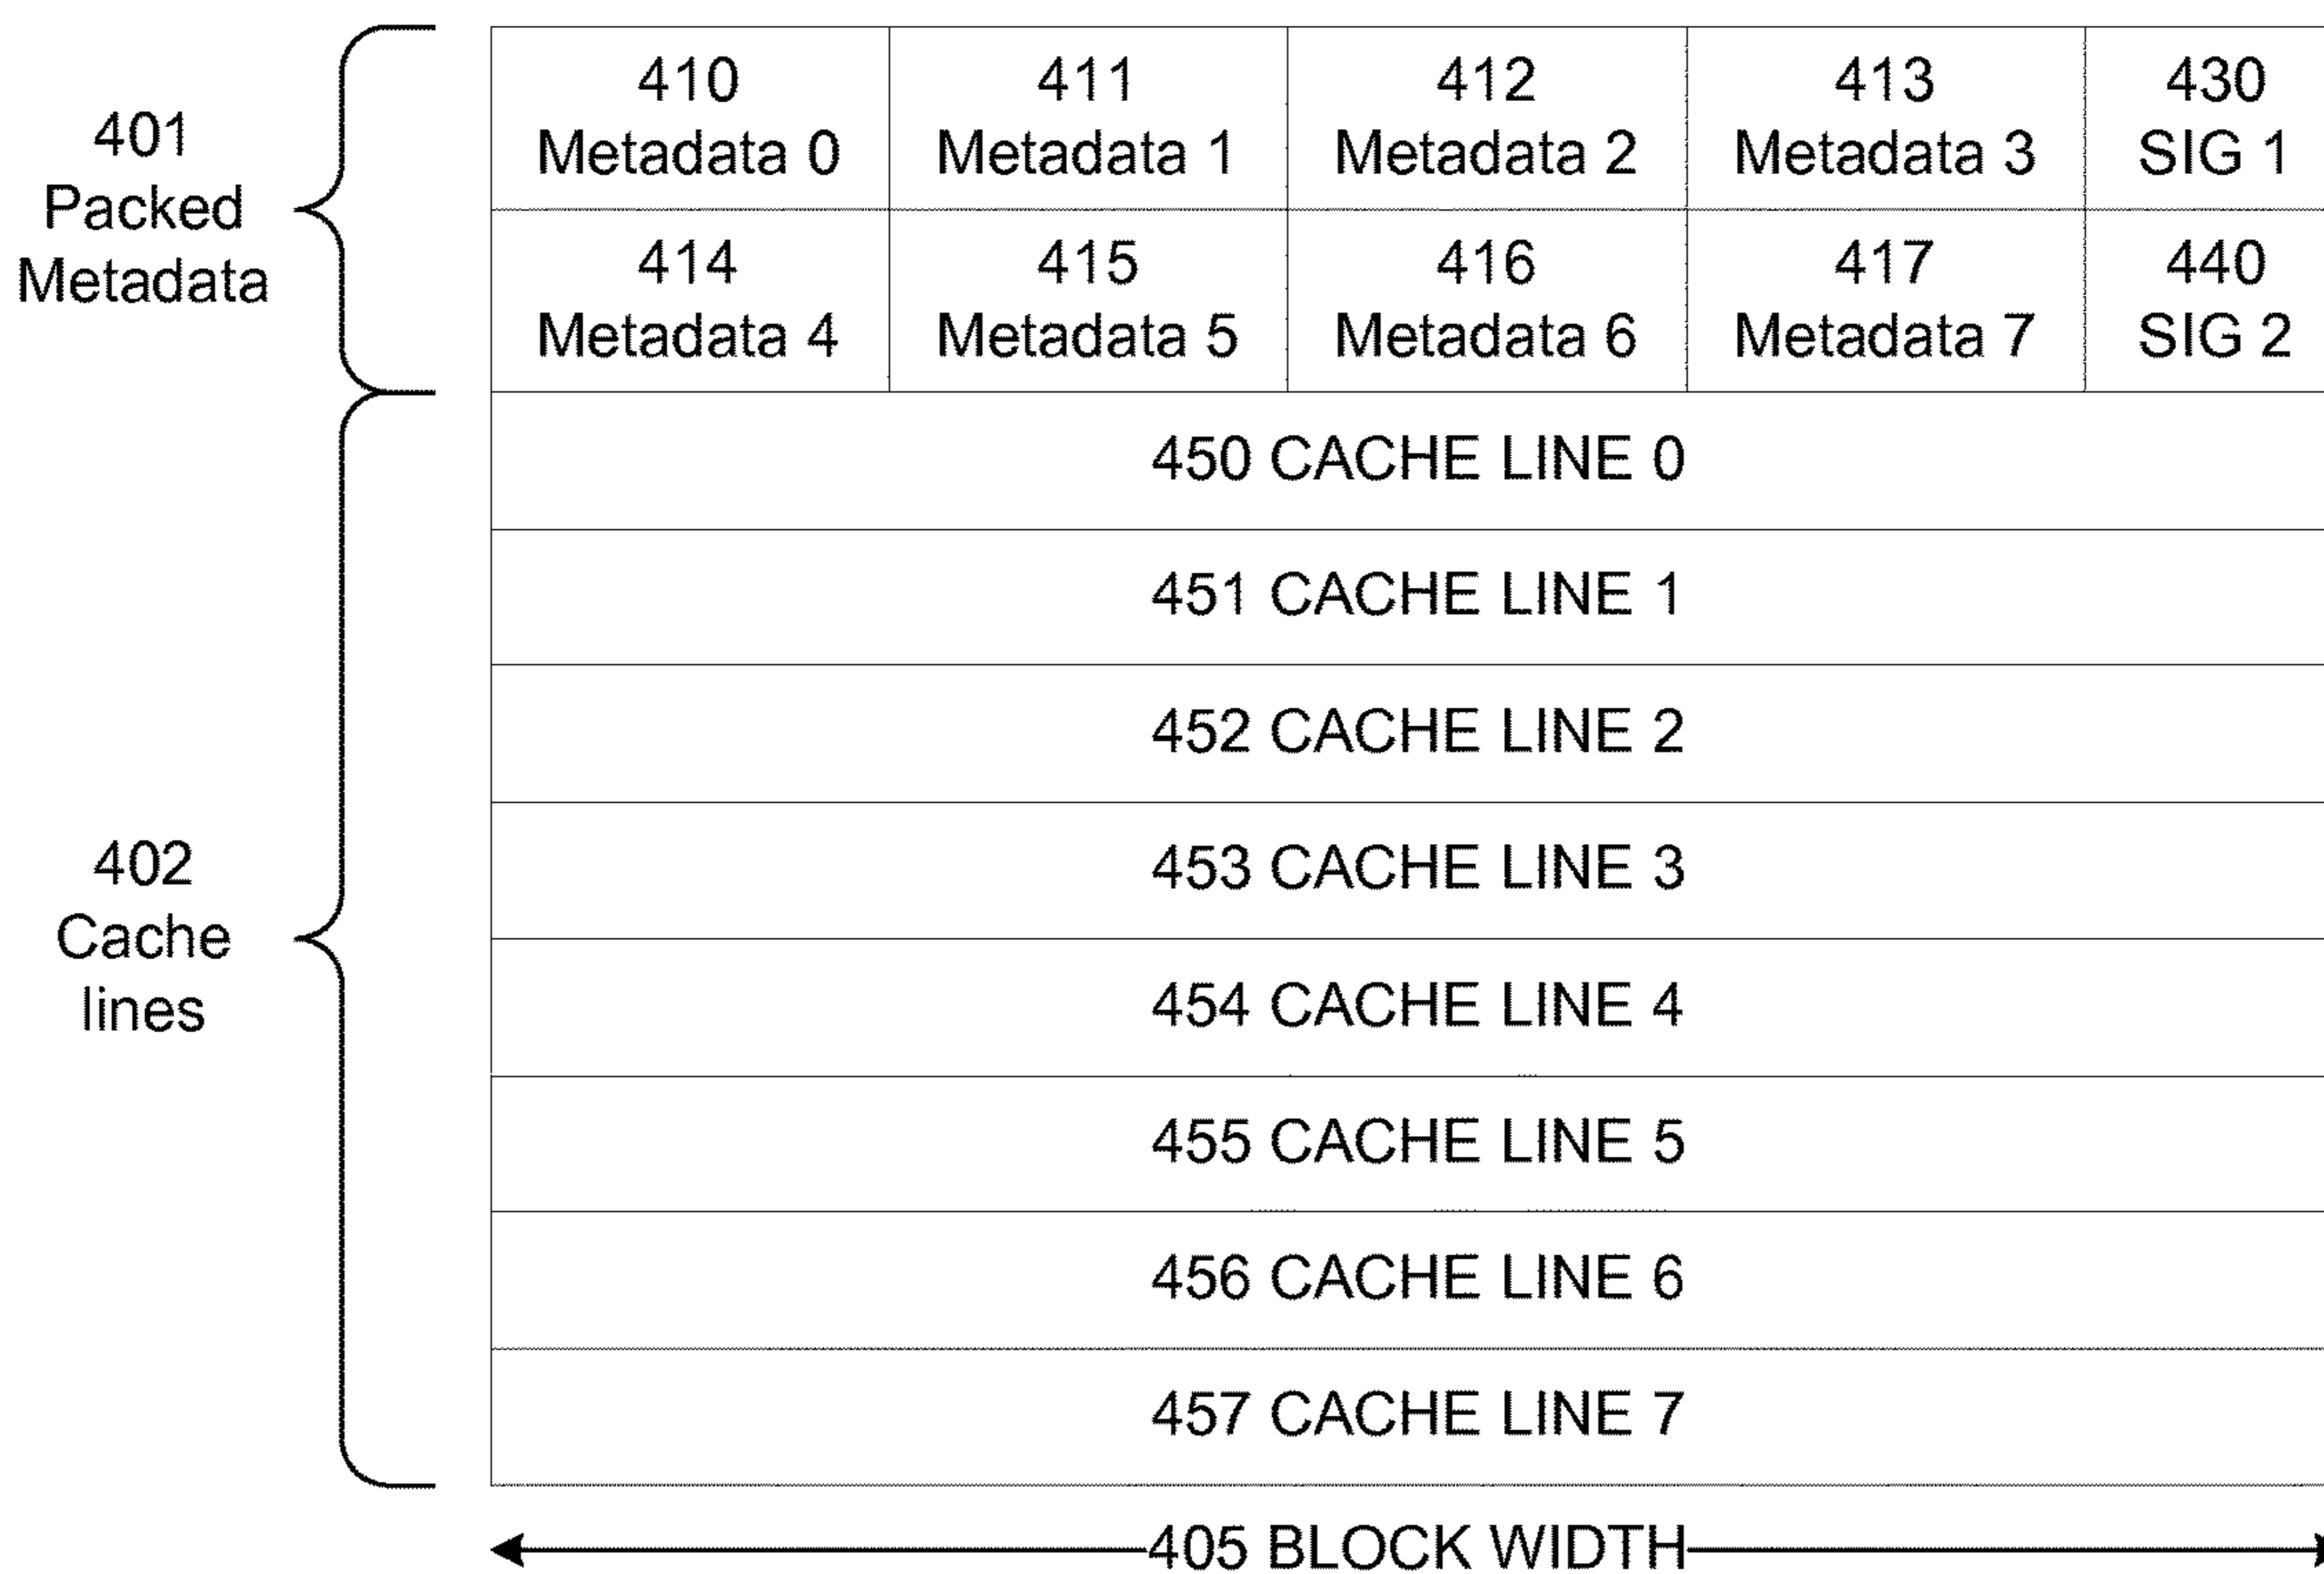 401
Packed
Metadata
410
Metadata 0
411
Metadata 1
412
Metadata 2
413
Metadata 3
430
SIG 1
414
Metadata 4
415
Metadata 5
416
Metadata 6
417
Metadata 7
440
SIG 2
402
Cache
lines
450 CACHE LINE 0
451 CACHE LINE 1
452 CACHE LINE 2
453 CACHE LINE 3
454 CACHE LINE 4
455 CACHE LINE 5
456 CACHE LINE 6
457 CACHE LINE 7
405 BLOCK WIDTH